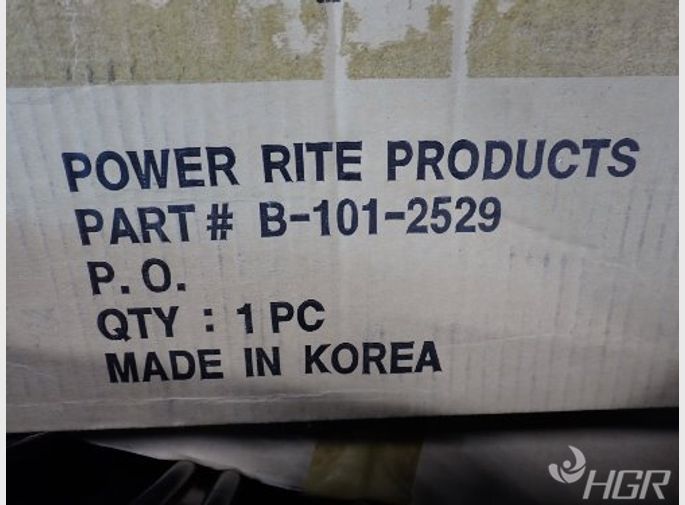 POWER RITE PRODUCTS
PART# B-101-2529
P.O.
QTY : 1 PC
MADE IN KOREA
HGR